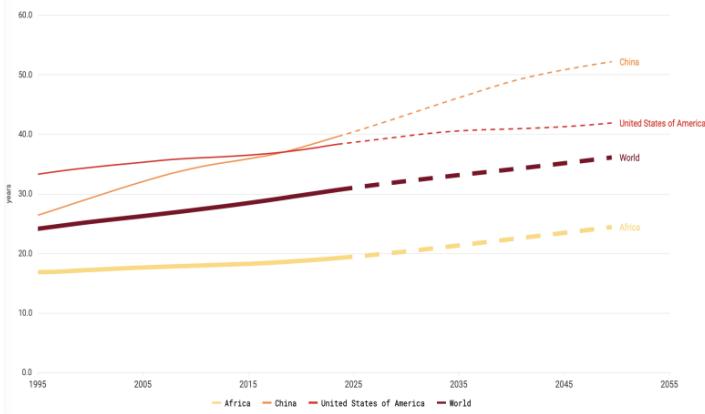 60.0
50.0
40.0
30.0
20.0
10.0
0.0
years
China
United States of America
World
Africa
1995 2005 2015 2025 2035 2045 2055
Africa China United States of America World